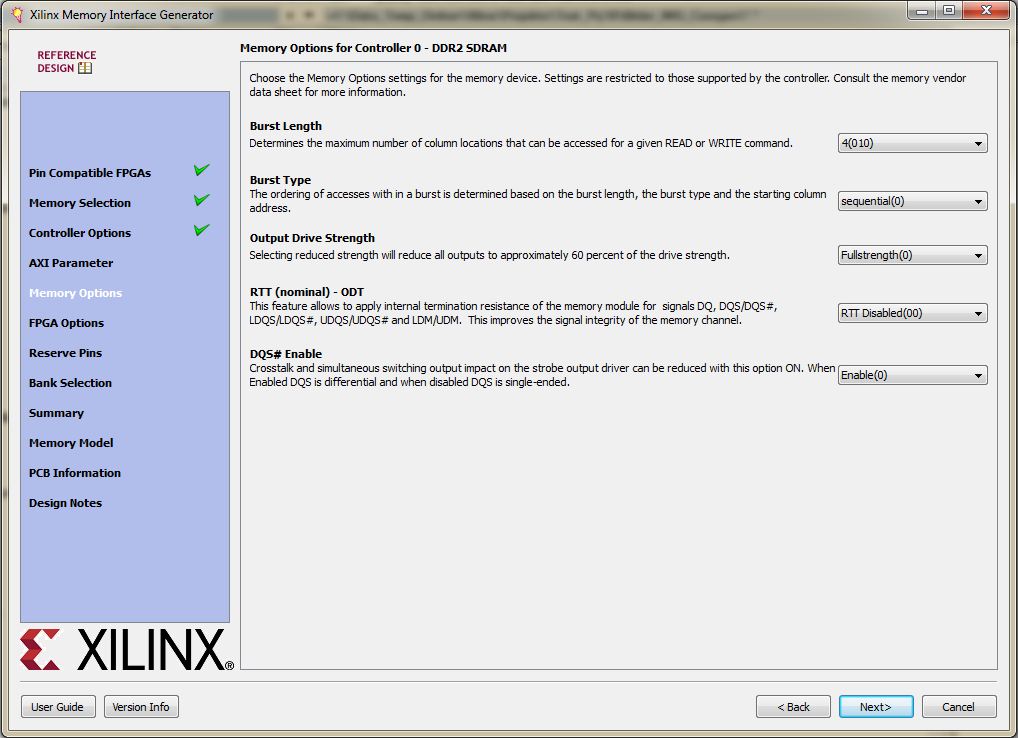 Xilinx Memory Interface Generator
REFERENCE
DESIGN
Pin Compatible FPGAs
Memory Selection
Controller Options
AXI Parameter
Memory Options
FPGA Options
Reserve Pins
Bank Selection
Summary
Memory Model
PCB Information
Design Notes
XILINX®
Memory Options for Controller 0 - DDR2 SDRAM
Choose the Memory Options settings for the memory device. Settings are restricted to those supported by the controller. Consult the memory vendor
data sheet for more information.
Burst Length
Determines the maximum number of column locations that can be accessed for a given READ or WRITE command.
4(010)
Burst Type
The ordering of accesses with in a burst is determined based on the burst length, the burst type and the starting column
address.
sequential(0)
Output Drive Strength
Selecting reduced strength will reduce all outputs to approximately 60 percent of the drive strength.
Fullstrength(0)
RTT (nominal) - ODT
This feature allows to apply internal termination resistance of the memory module for signals DQ, DQS/DQS#,
LDQS/LDQS#, UDQS/UDQS# and LDM/UDM. This improves the signal integrity of the memory channel.
RTT Disabled(00)
DQS# Enable
Crosstalk and simultaneous switching output impact on the strobe output driver can be reduced with this option ON. When
Enabled DQS is differential and when disabled DQS is single-ended.
Enable(0)
User Guide
Version Info
< Back
Next>
Cancel